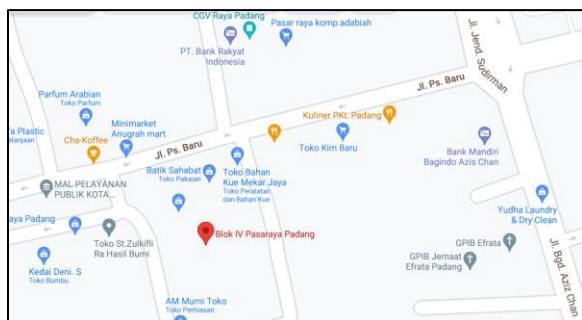 CGV Raya Padang
Pasar raya komp.adabiah
PT. Bank Rakyat
Indonesia
Jl. Jend. Sudirman
Parfum Arabian
Toko Parfum
Jl. Ps. Baru
Kuliner PKL Padang
Plastic
Minimarket
Anugrah mart
Cha-Koffee
Jl. Ps. Baru
Toko Kim Baru
Bank Mandiri
Bagindo Azis Chan
Batik Sahabat
Toko Pakaian
Toko Bahan
Kue Mekar Jaya
Toko Peralatan
dan Bahan Kue
MAL PELAYANAN
PUBLIK KOTA...
Yudha Laundry
& Dry Clean
aya Padang
Toko St.Zulkifli
Ra Hasil Bumi
Blok IV Pasaraya Padang
GPIB Efrata
GPIB Jemaat
Efrata Padang
Jl. Bgd. Aziz Chan
Kedai Deni. S
Toko Bumbu
AM Murni Toko
Toko Perhiasan